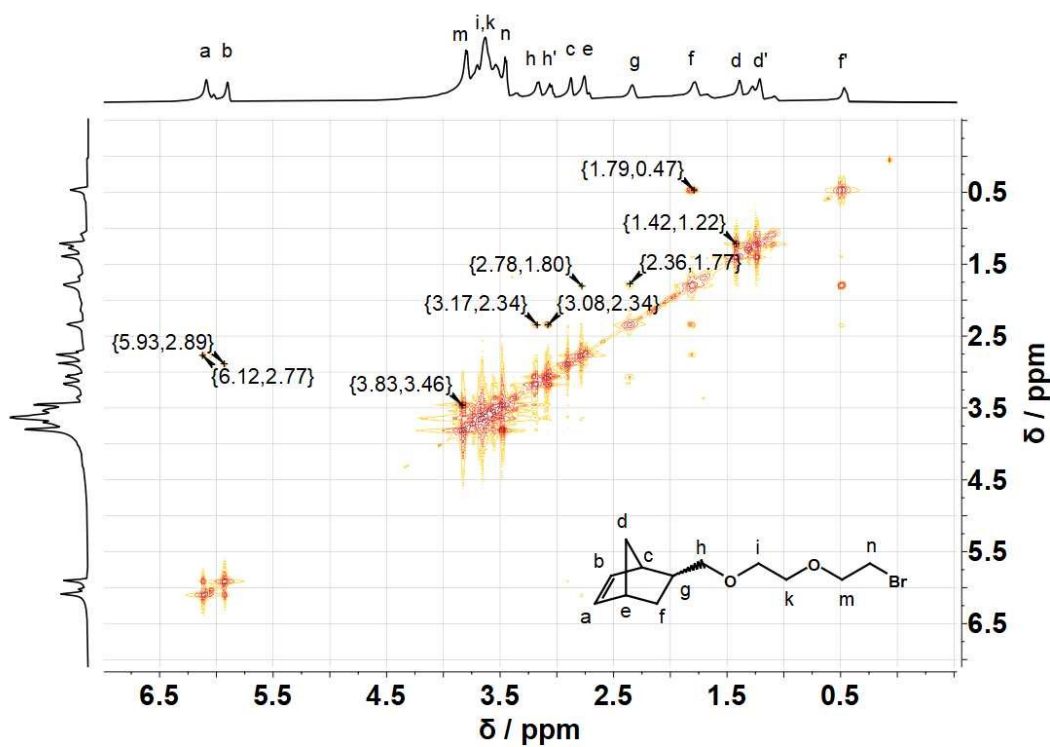 a b m i,k n h h' c e g f d d' f'
{1.79,0.47}
0.5
{1.42,1.22}
{2.78,1.80}
{2.36,1.77}
1.5
{3.17,2.34}
{3.08,2.34}
2.5
{5.93,2.89}
{6.12,2.77}
{3.83,3.46}
3.5
δ / ppm
4.5
d
b c h i n
5.5
O O Br
g
a e f k m
6.5
6.5 5.5 4.5 3.5 2.5 1.5 0.5
δ / ppm